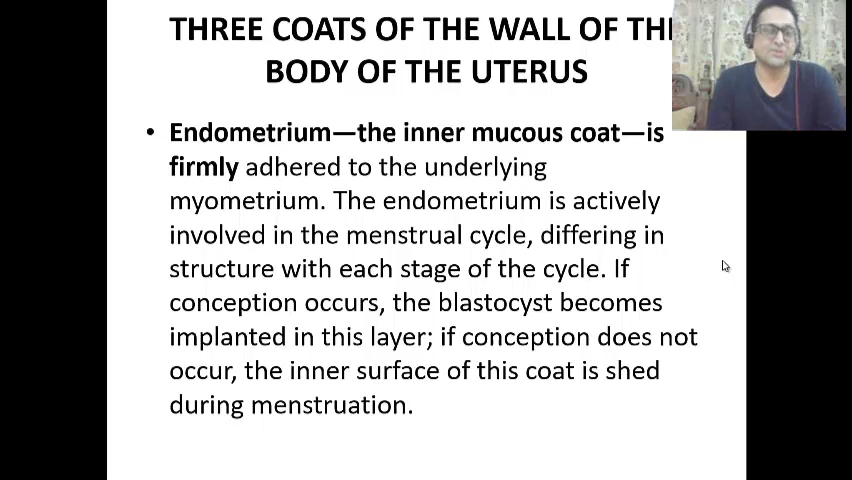 THREE COATS OF THE WALL OF THE
BODY OF THE UTERUS
• Endometrium—the inner mucous coat—is
firmly adhered to the underlying
myometrium. The endometrium is actively
involved in the menstrual cycle, differing in
structure with each stage of the cycle. If
conception occurs, the blastocyst becomes
implanted in this layer; if conception does not
occur, the inner surface of this coat is shed
during menstruation.